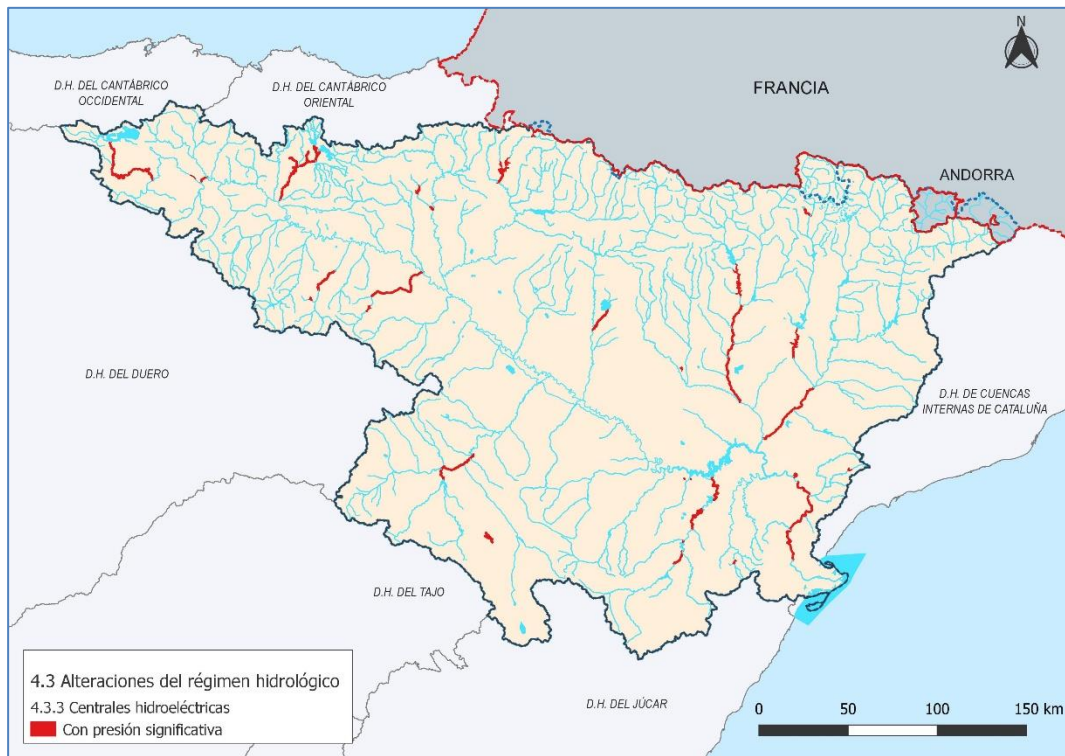 N
D.H. DEL CANTÁBRICO
OCCIDENTAL
D.H. DEL CANTÁBRICO
ORIENTAL
FRANCIA
ANDORRA
D.H. DEL DUERO
D.H. DE CUENCAS
INTERNAS DE CATALUÑA
D.H. DEL TAJO
D.H. DEL JÚCAR
4.3 Alteraciones del régimen hidrológico
4.3.3 Centrales hidroeléctricas
Con presión significativa
0 50 100 150 km